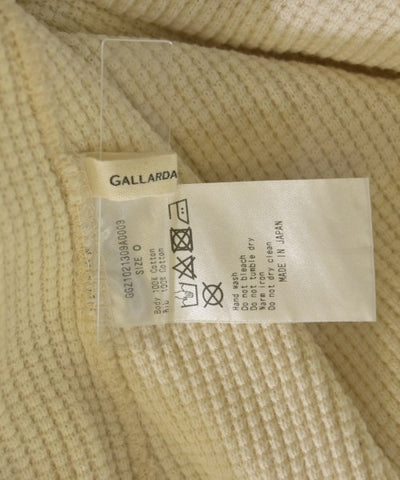 GALLARDA
GGZ1021309A0003
SIZE O
Body 100% Cotton
Rib 100% Cotton
Hand wash
Do not bleach
Do not tumble dry
Warm iron
Do not dry clean
MADE IN JAPAN